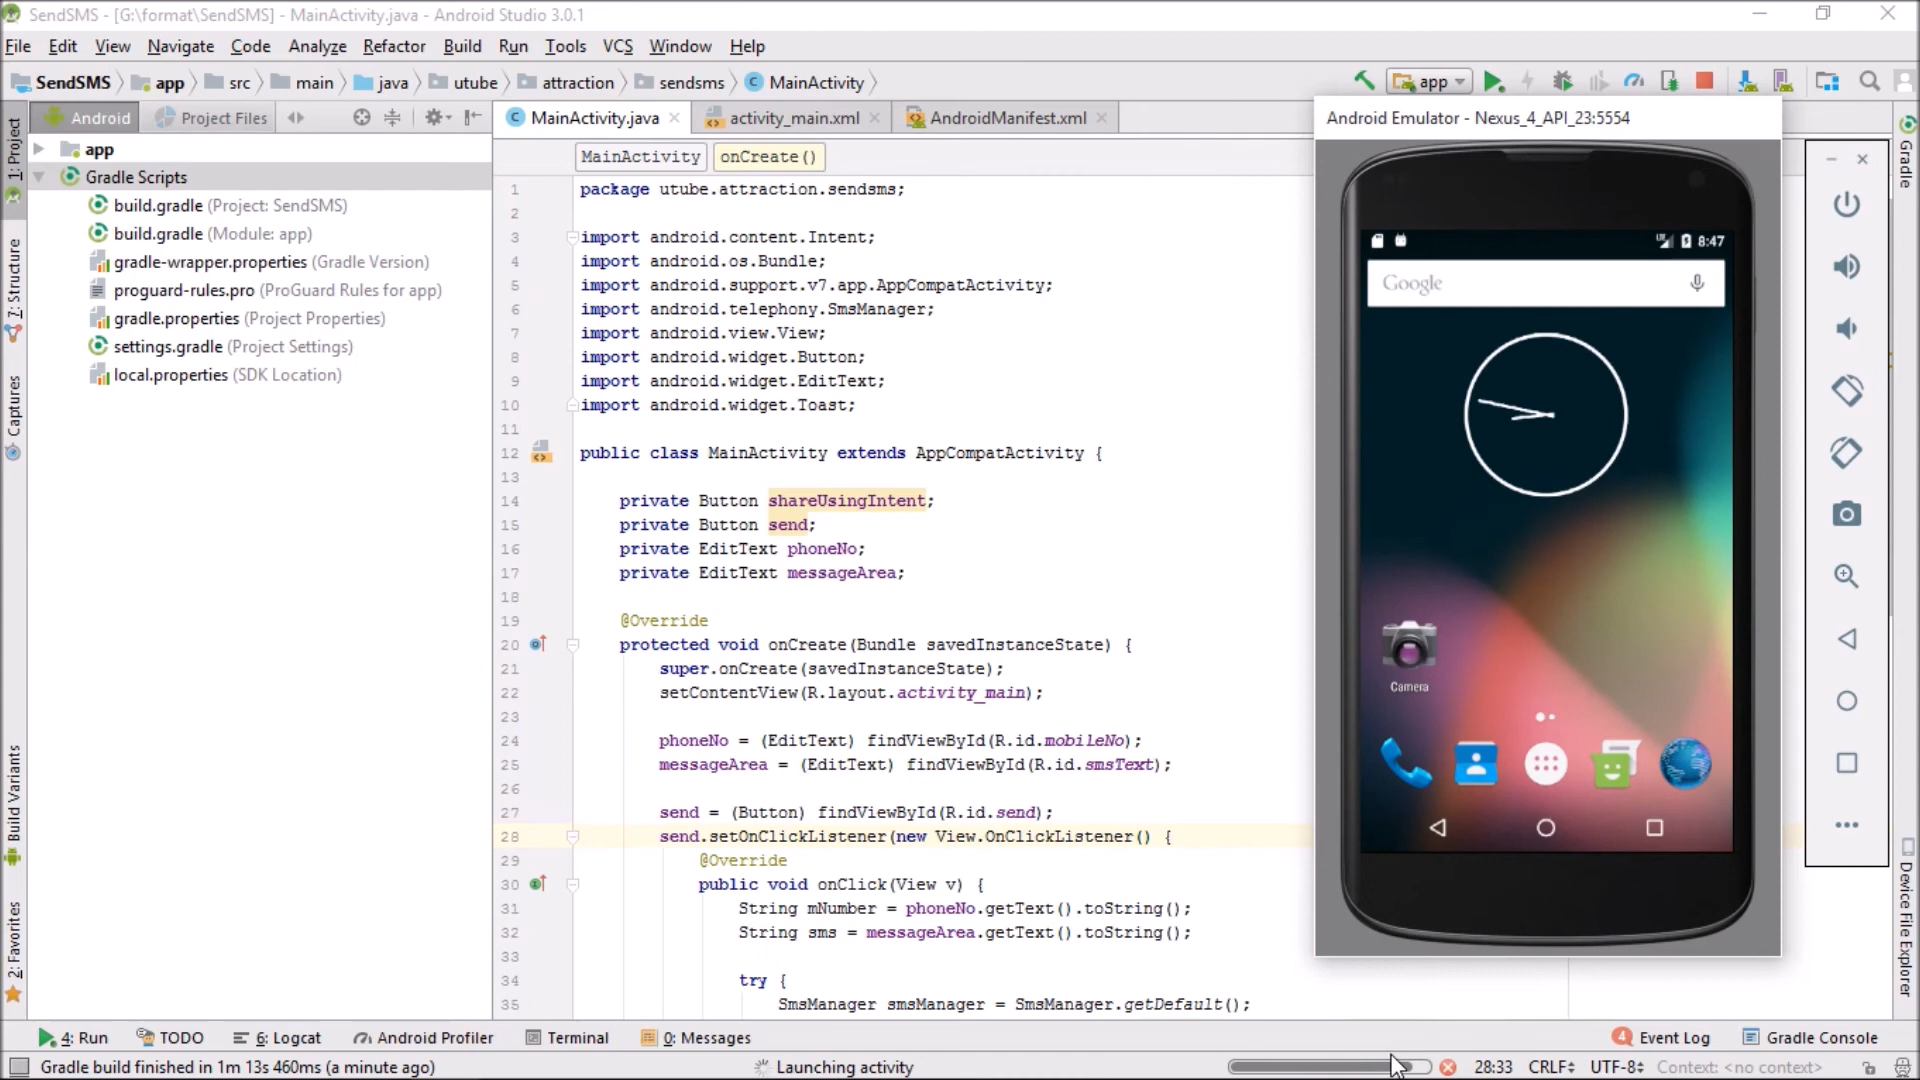 SendSMS - [G:\format\SendSMS] - MainActivity.java - Android Studio 3.0.1
File Edit View Navigate Code Analyze Refactor Build Run Tools VCS Window Help
SendSMS app src main java utube attraction sendsms MainActivity
app
Android Project Files
MainActivity.java activity_main.xml AndroidManifest.xml
MainActivity onCreate()
1: Project
7: Structure
Captures
Build Variants
2: Favorites
app
Gradle Scripts
build.gradle (Project: SendSMS)
build.gradle (Module: app)
gradle-wrapper.properties (Gradle Version)
proguard-rules.pro (ProGuard Rules for app)
gradle.properties (Project Properties)
settings.gradle (Project Settings)
local.properties (SDK Location)
1 package utube.attraction.sendsms;
2
3 import android.content.Intent;
4 import android.os.Bundle;
5 import android.support.v7.app.AppCompatActivity;
6 import android.telephony.SmsManager;
7 import android.view.View;
8 import android.widget.Button;
9 import android.widget.EditText;
10 import android.widget.Toast;
11
12 public class MainActivity extends AppCompatActivity {
13
14 private Button shareUsingIntent;
15 private Button send;
16 private EditText phoneNo;
17 private EditText messageArea;
18
19 @Override
20 protected void onCreate(Bundle savedInstanceState) {
21 super.onCreate(savedInstanceState);
22 setContentView(R.layout.activity_main);
23
24 phoneNo = (EditText) findViewById(R.id.mobileNo);
25 messageArea = (EditText) findViewById(R.id.smsText);
26
27 send = (Button) findViewById(R.id.send);
28 send.setOnClickListener(new View.OnClickListener() {
29 @Override
30 public void onClick(View v) {
31 String mNumber = phoneNo.getText().toString();
32 String sms = messageArea.getText().toString();
33
34 try {
35 SmsManager smsManager = SmsManager.getDefault();
Android Emulator - Nexus_4_API_23:5554
8:47
Google
Camera
Gradle
Device File Explorer
4: Run TODO 6: Logcat Android Profiler Terminal 0: Messages 4 Event Log Gradle Console
Gradle build finished in 1m 13s 460ms (a minute ago) Launching activity 28:33 CRLF UTF-8 Context: <no context>